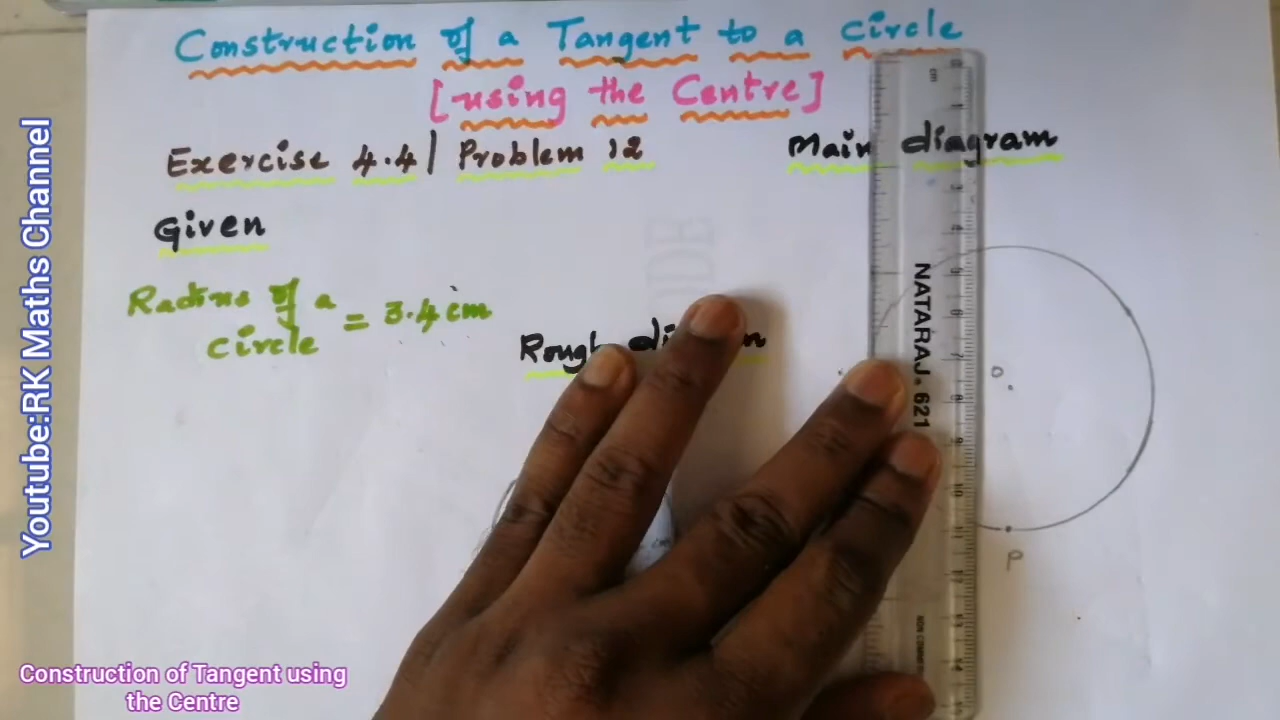 Construction of a Tangent to a circle
[using the Centre]
Exercise 4.4| Problem 12
Main diagram
Given
Radius of a
circle = 3.4 cm
Rough
O
P
cm
NATARAJ 621
Youtube:RK Maths Channel
Construction of Tangent using
the Centre